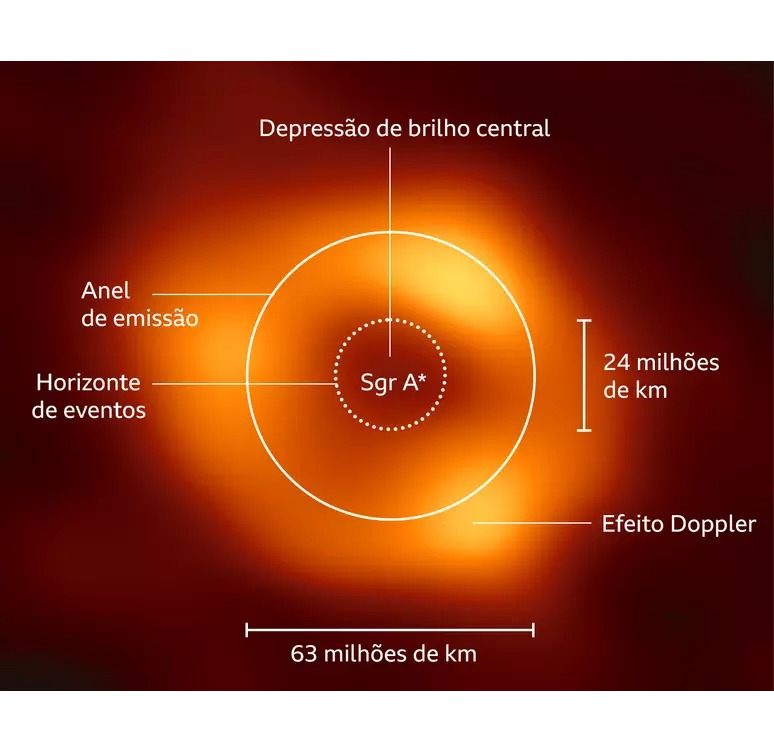 Depressão de brilho central
Anel
de emissão
Horizonte
de eventos
Sgr A*
24 milhões
de km
Efeito Doppler
63 milhões de km